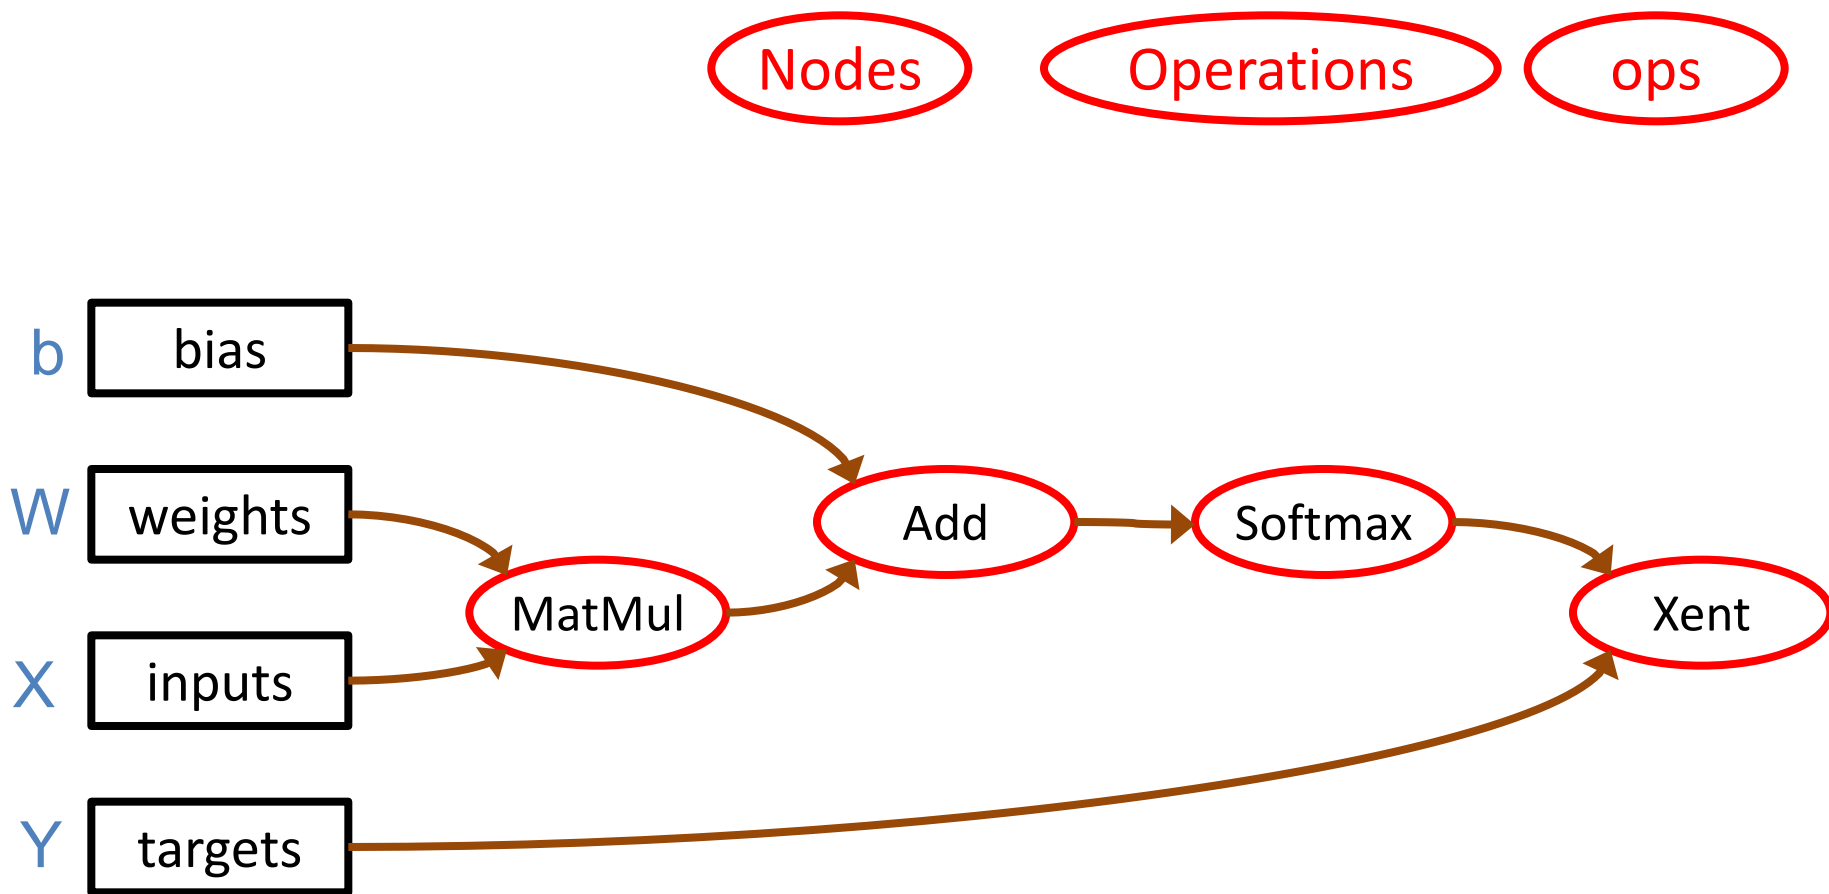 Nodes Operations ops
b bias
W weights
Add Softmax
MatMul Xent
X inputs
Y targets